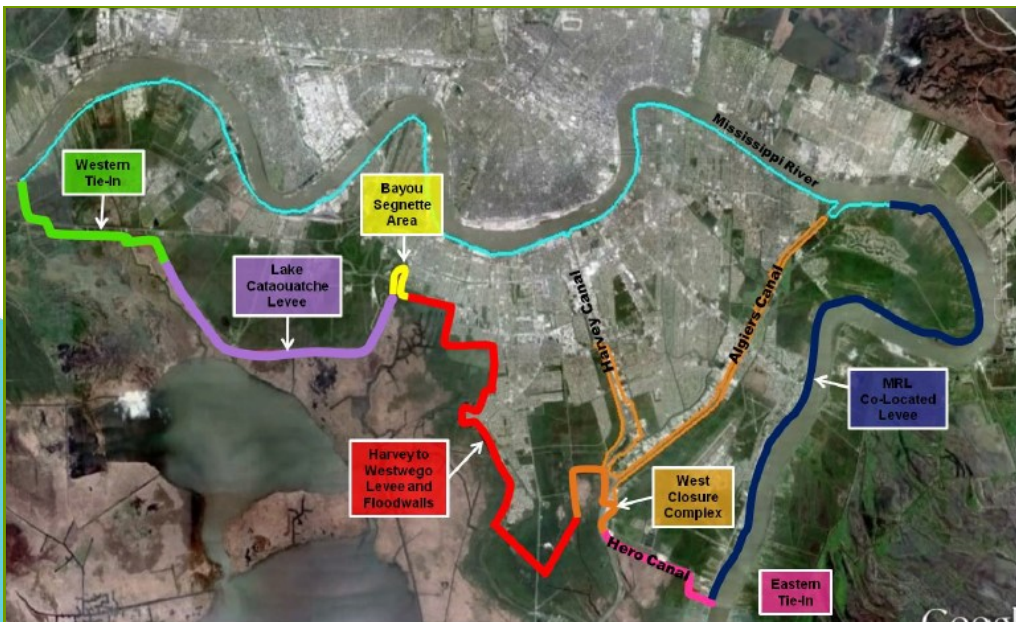 Mississippi River
Western
Tie-In
Bayou
Segnette
Area
Lake
Cataouatche
Levee
Harvey Canal
Algiers Canal
MRL
Co-Located
Levee
Harvey to
Westwego
Levee and
Floodwalls
West
Closure
Complex
Hero Canal
Eastern
Tie-In